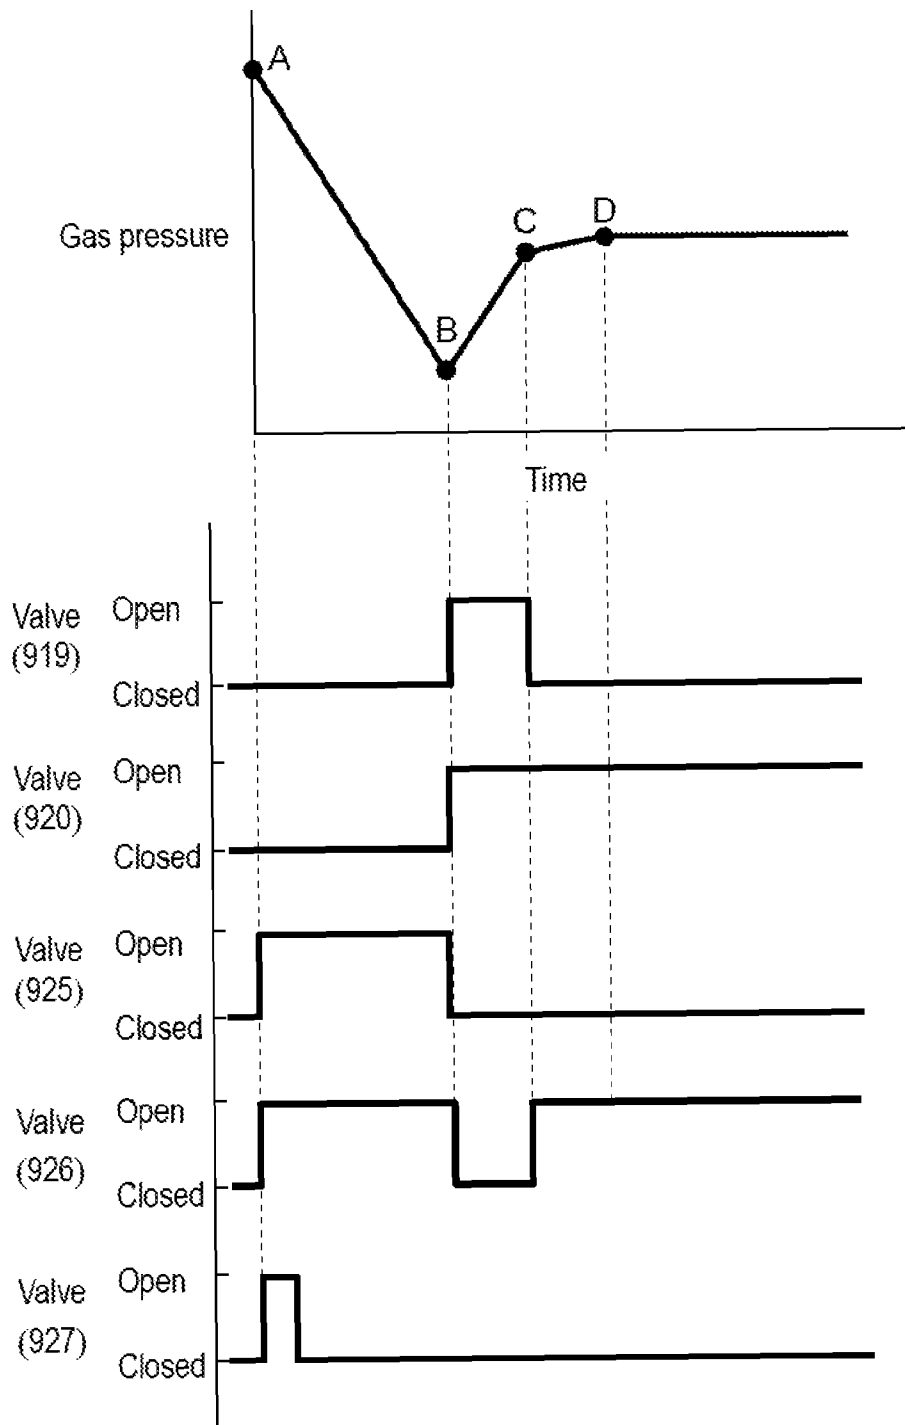 A
Gas pressure
C
D
B
Time
Valve
(919)
Open
Closed
Valve
(920)
Open
Closed
Valve
(925)
Open
Closed
Valve
(926)
Open
Closed
Valve
(927)
Open
Closed